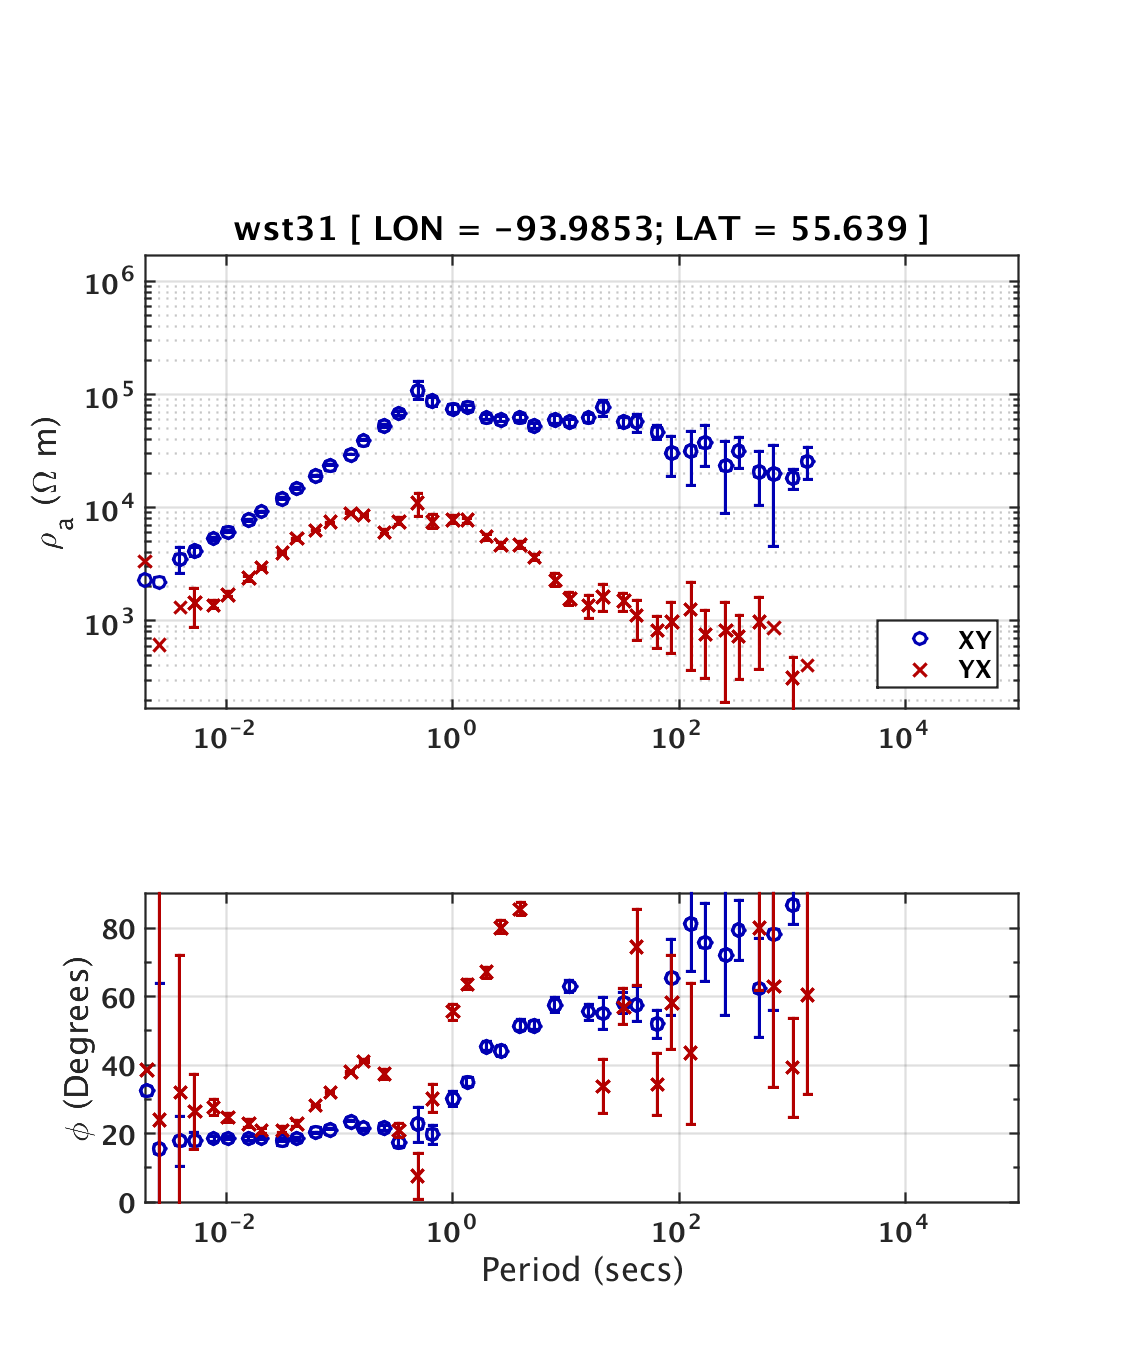 wst31 [ LON = -93.9853; LAT = 55.639 ]
10^6
10^5
10^4
10^3
ρ_a (Ω m)
XY
YX
10^-2 10^0 10^2 10^4
80
60
40
20
0
ϕ (Degrees)
10^-2 10^0 10^2 10^4
Period (secs)